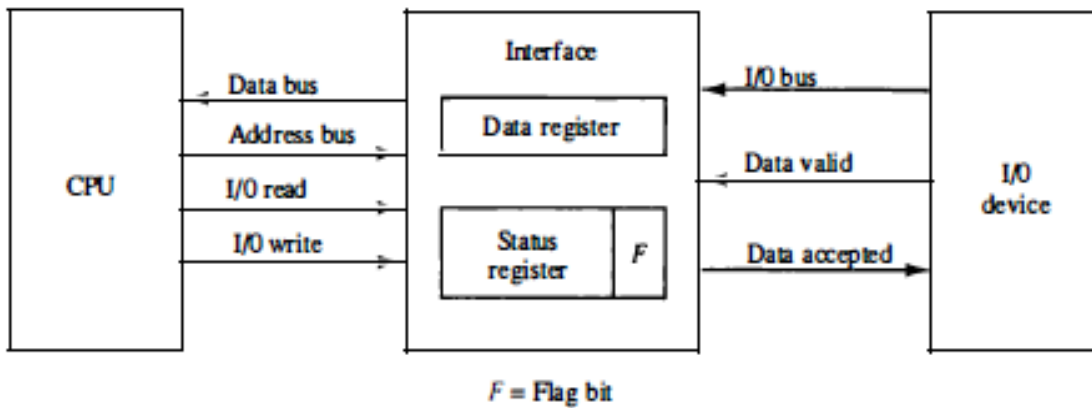 CPU
Data bus
Address bus
I/0 read
I/0 write
Interface
Data register
Status
register
F
I/0 bus
Data valid
Data accepted
I/0
device
F = Flag bit